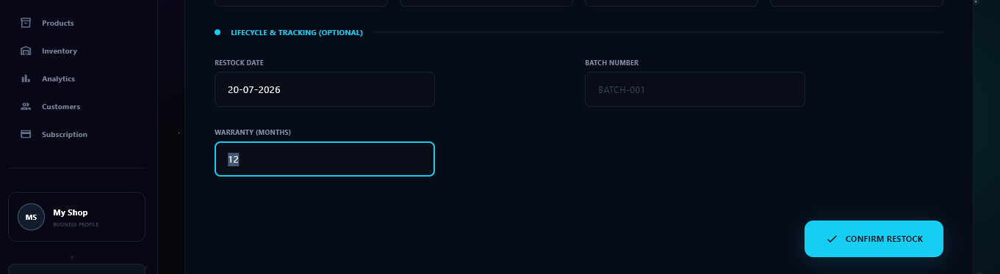 Products
Inventory
Analytics
Customers
Subscription
MS
My Shop
BUSINESS PROFILE
LIFECYCLE & TRACKING (OPTIONAL)
RESTOCK DATE
20-07-2026
BATCH NUMBER
BATCH-001
WARRANTY (MONTHS)
12
CONFIRM RESTOCK